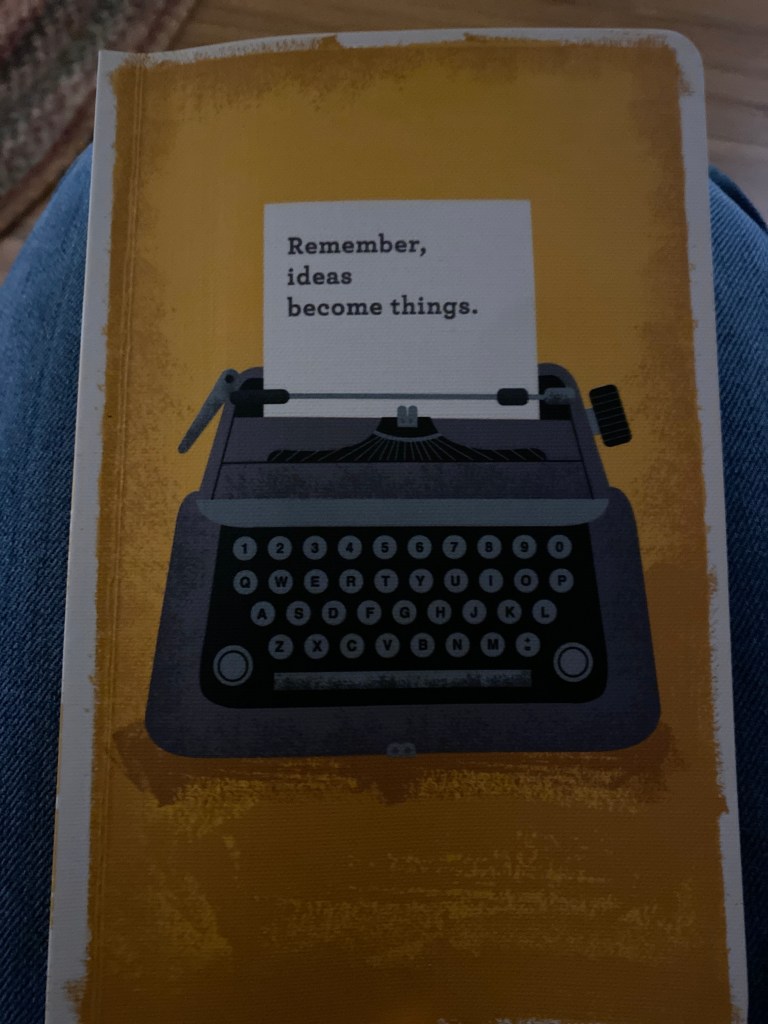 Remember,
ideas
become things.
1 2 3 4 5 6 7 8 9 0
Q W E R T Y U I O P
A S D F G H J K L
Z X C V B N M